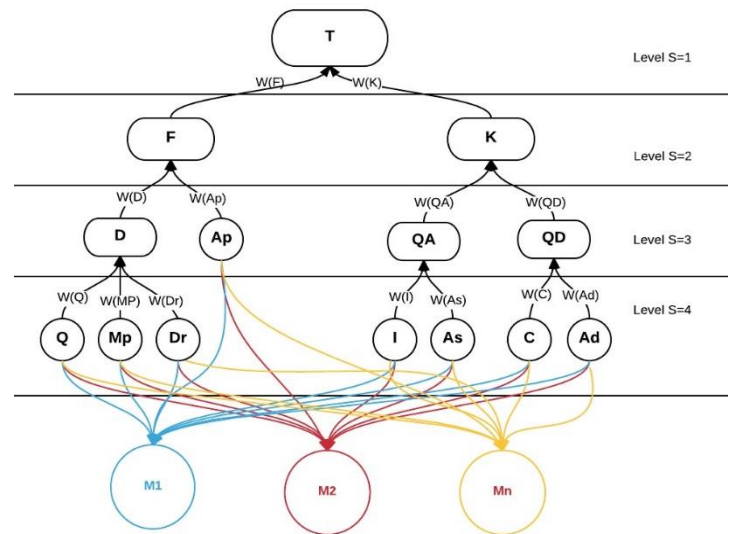 T
Level S=1
W(F)
W(K)
F
K
Level S=2
W(D)
W(Ap)
W(QA)
W(QD)
D
Ap
QA
QD
Level S=3
W(Q)
W(MP)
W(Dr)
W(I)
W(As)
W(C)
W(Ad)
Level S=4
Q
Mp
Dr
I
As
C
Ad
M1
M2
Mn